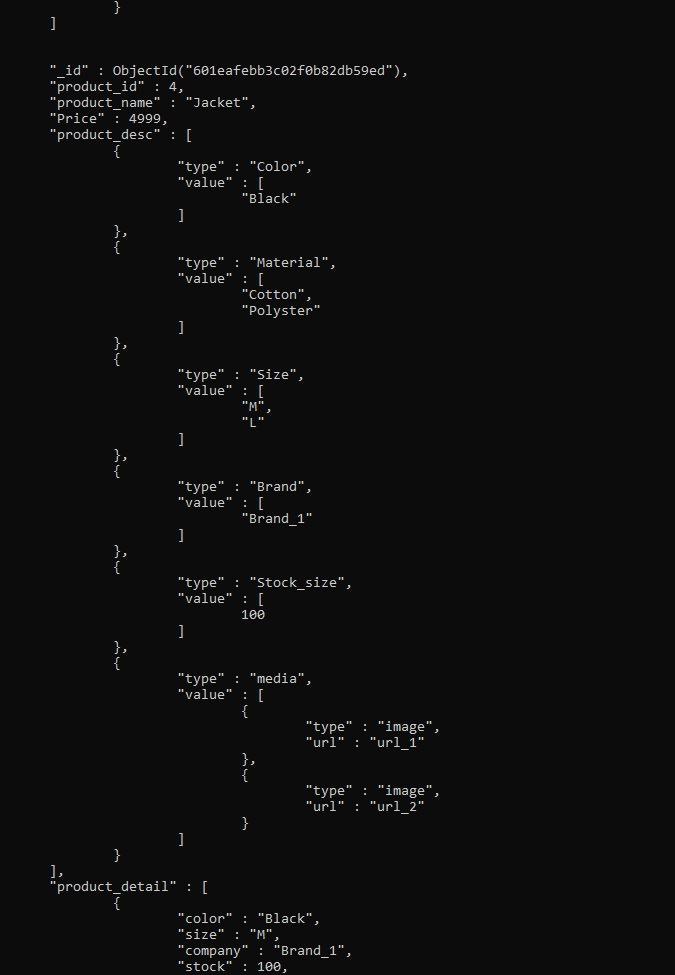 }
]
"_id" : ObjectId("601eafebb3c02f0b82db59ed"),
"product_id" : 4,
"product_name" : "Jacket",
"Price" : 4999,
"product_desc" : [
{
"type" : "Color",
"value" : [
"Black"
]
},
{
"type" : "Material",
"value" : [
"Cotton",
"Polyster"
]
},
{
"type" : "Size",
"value" : [
"M",
"L"
]
},
{
"type" : "Brand",
"value" : [
"Brand_1"
]
},
{
"type" : "Stock_size",
"value" : [
100
]
},
{
"type" : "media",
"value" : [
{
"type" : "image",
"url" : "url_1"
},
{
"type" : "image",
"url" : "url_2"
}
]
}
],
"product_detail" : [
{
"color" : "Black",
"size" : "M",
"company" : "Brand_1",
"stock" : 100,